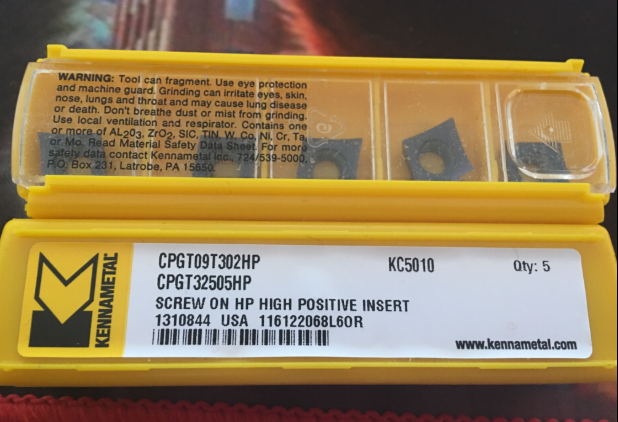 WARNING: Tool can fragment. Use eye protection
and machine guard. Grinding can irritate eyes, skin,
nose, lungs and throat and may cause lung disease
or death. Don't breathe dust or mist from grinding.
Use local ventilation and respirator. Contains one
or more of AL2O3, ZrO2, SIC, TIN, W, Co, NI, Cr, Ta,
or Mo. Read Material Safety Data Sheet. For more
safety data contact Kennametal Inc., 724/539-5000,
P.O. Box 231, Latrobe, PA 15650.
KENNAMETAL
CPGT09T302HP KC5010 Qty: 5
CPGT32505HP
SCREW ON HP HIGH POSITIVE INSERT
1310844 USA 116122068L6OR
www.kennametal.com